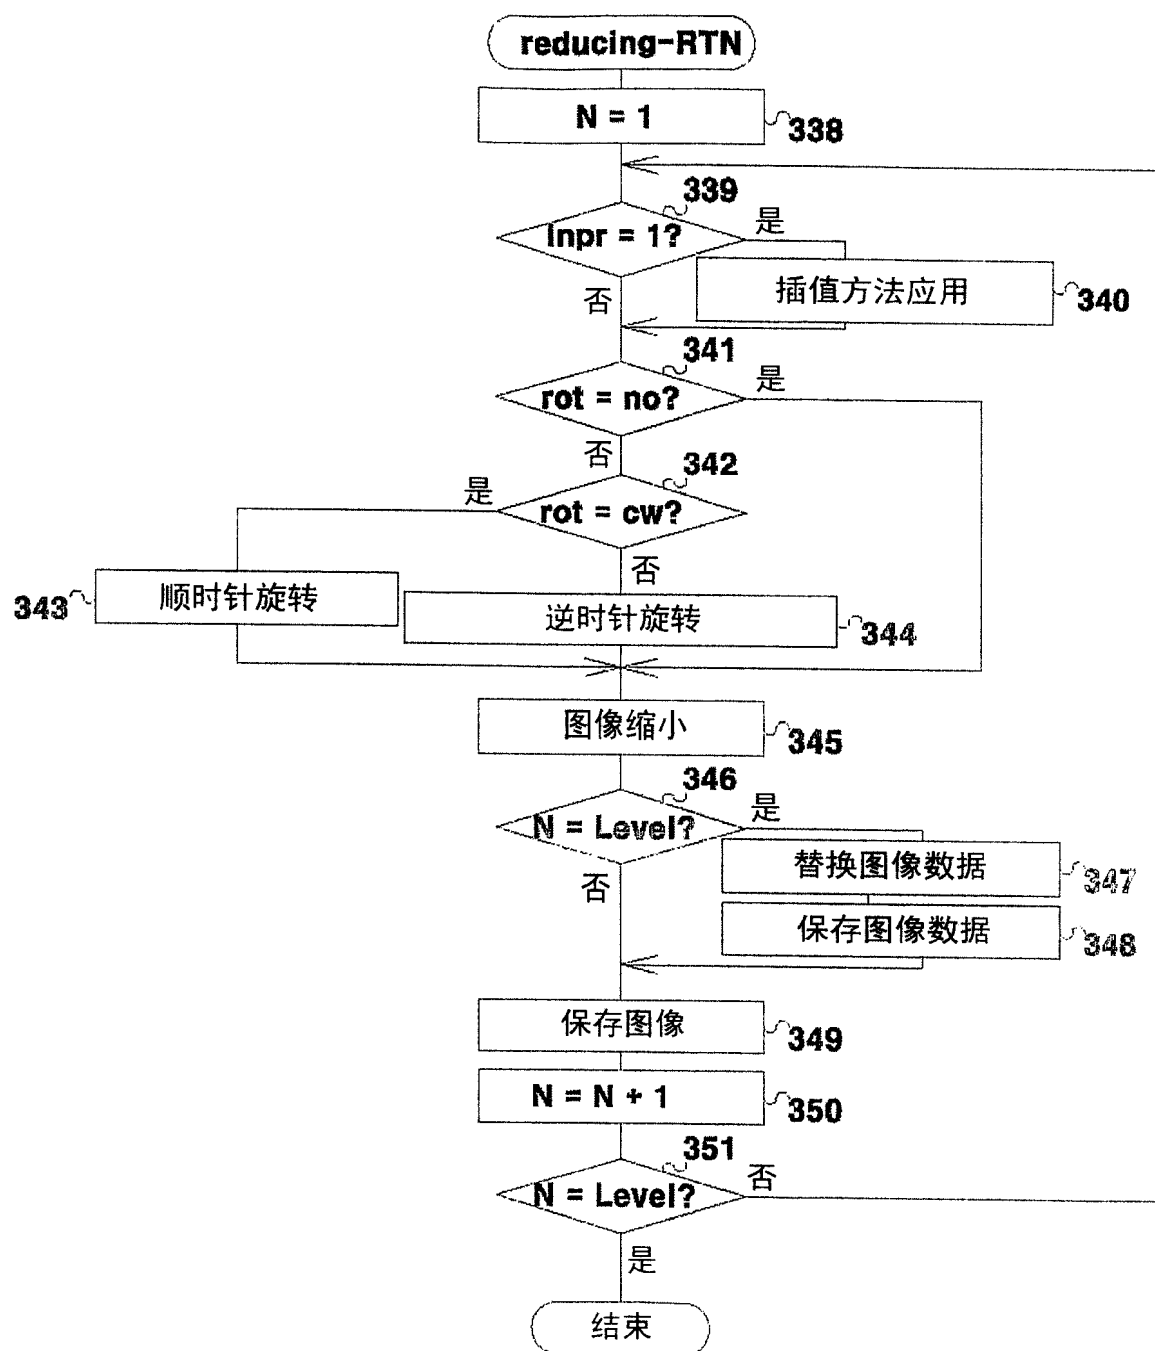 reducing-RTN
N = 1
338
339
Inpr = 1?
是
插值方法应用
340
否
341
rot = no?
是
否
342
是
rot = cw?
否
343
顺时针旋转
逆时针旋转
344
图像缩小
345
346
N = Level?
是
替换图像数据
347
否
保存图像数据
348
保存图像
349
N = N + 1
350
351
N = Level?
否
是
结束